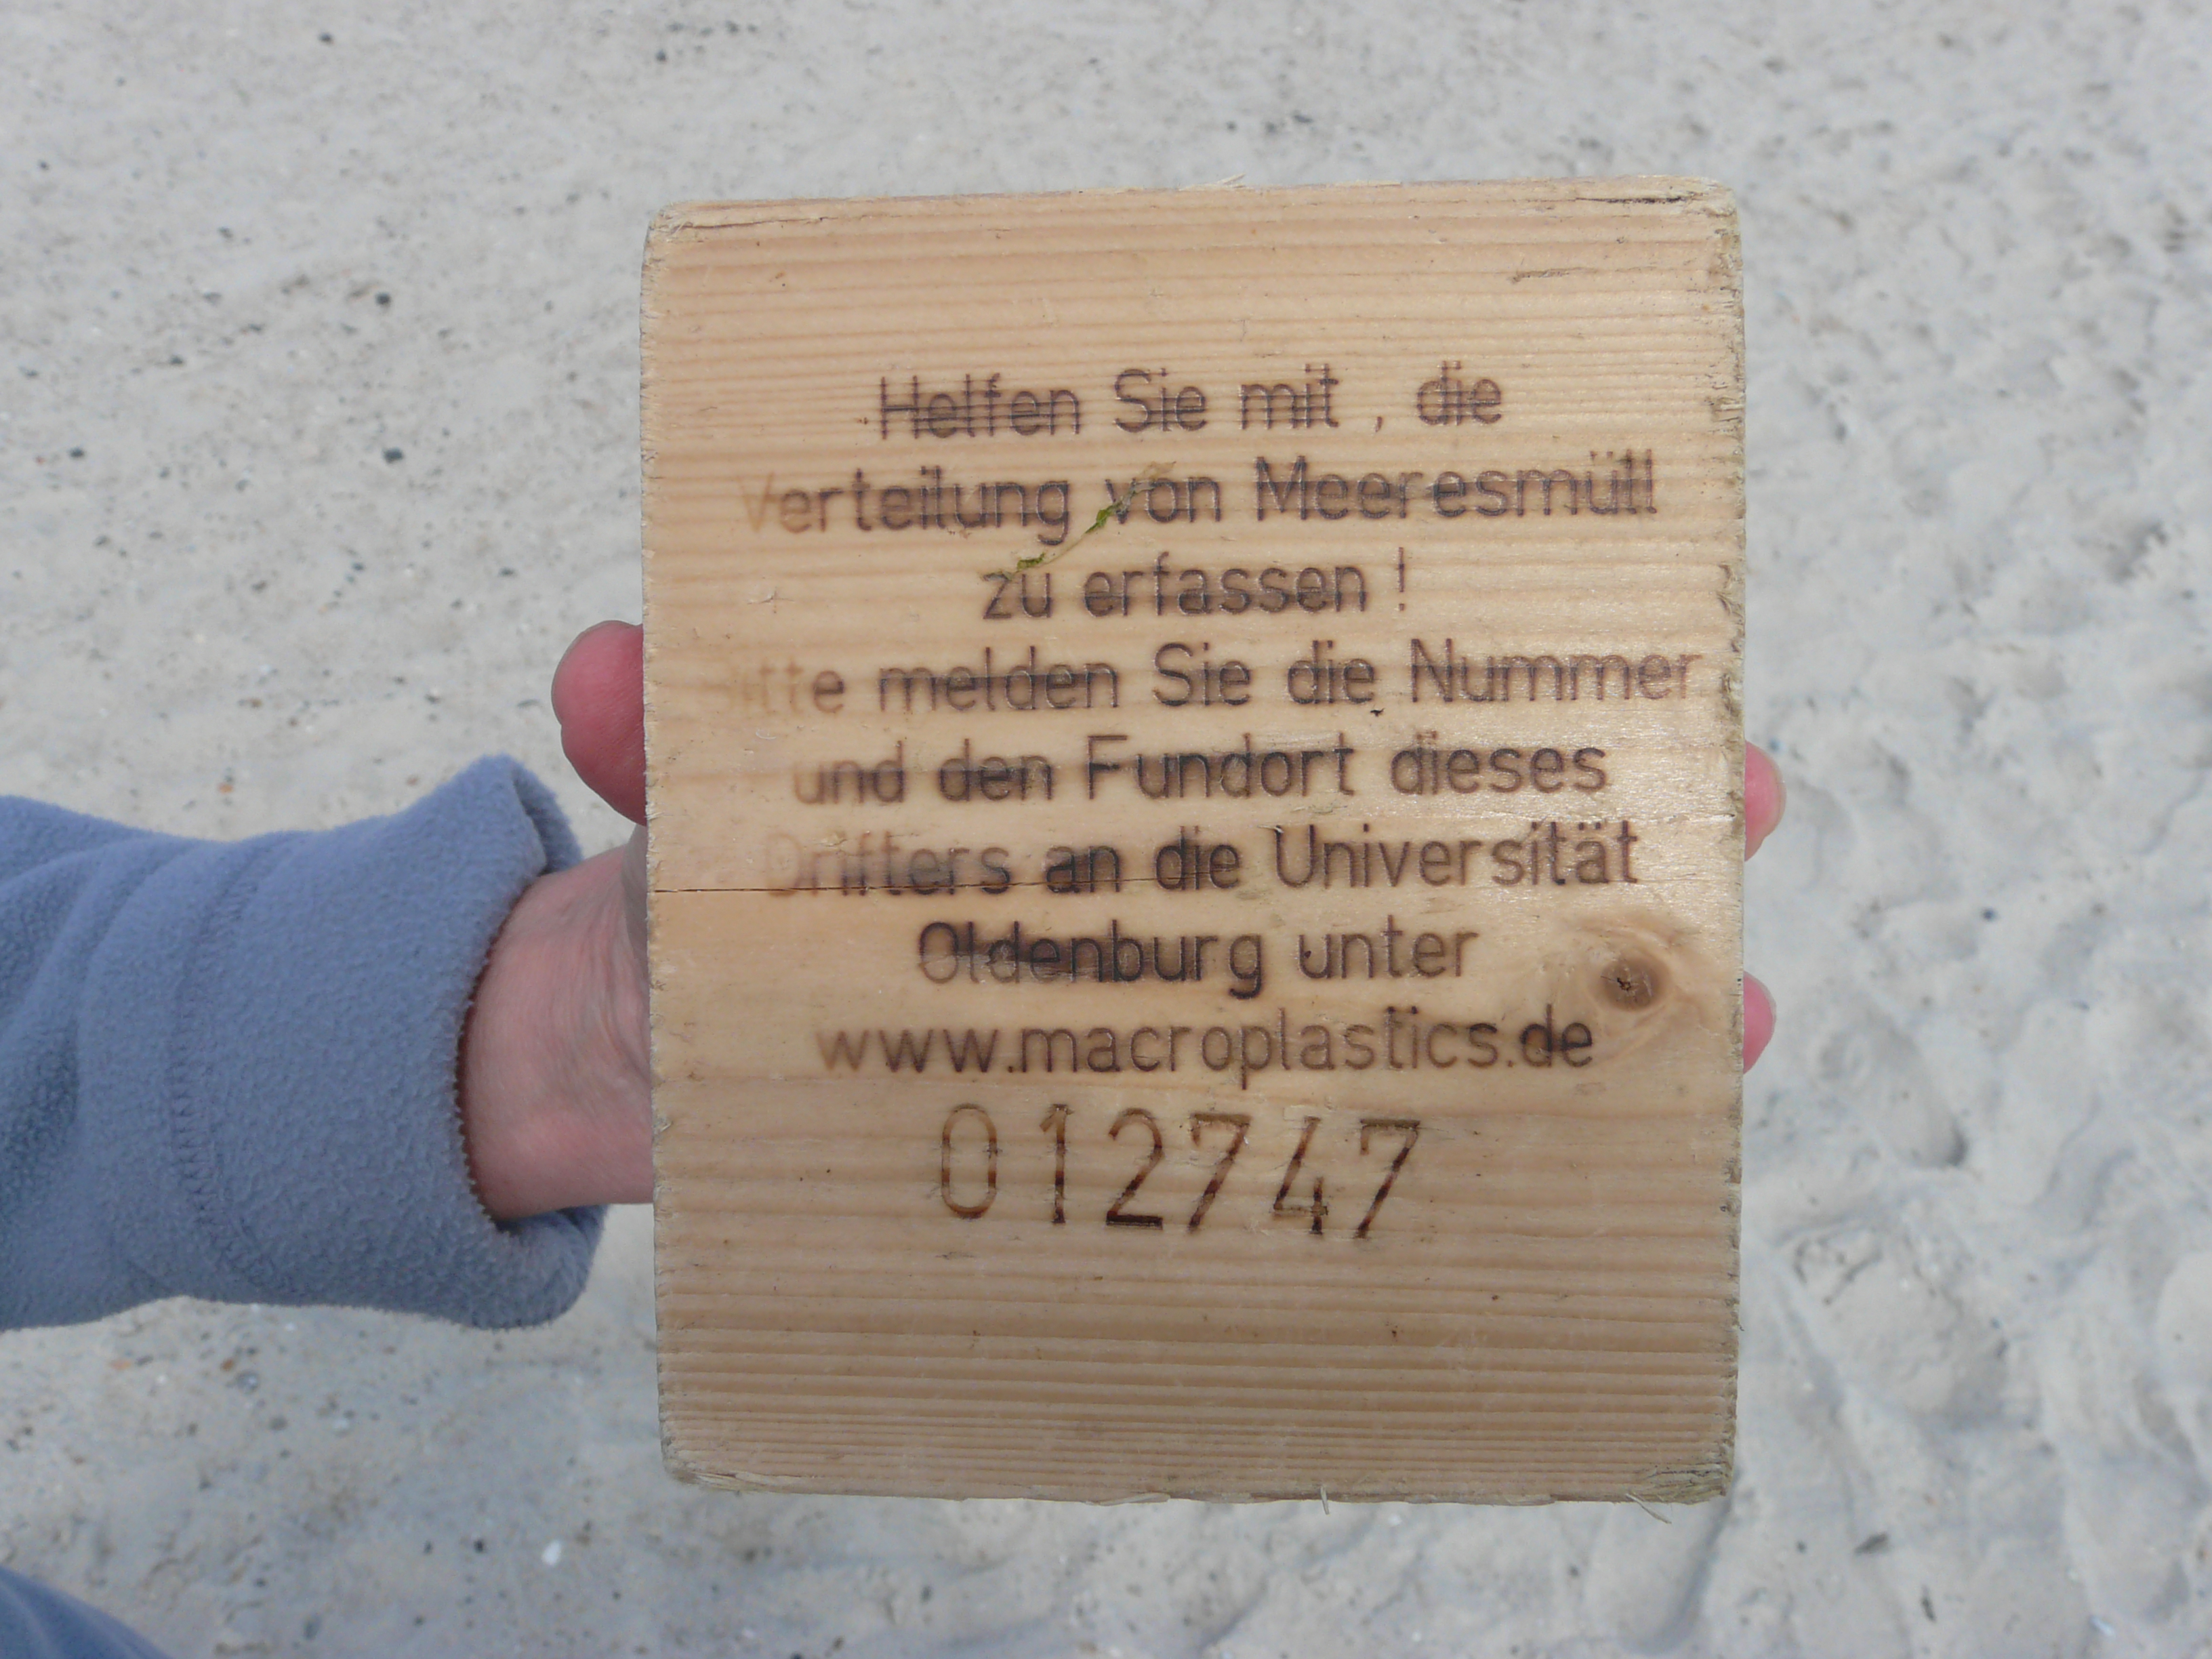 Helfen Sie mit , die
Verteilung von Meeresmüll
zu erfassen !
Bitte melden Sie die Nummer
und den Fundort dieses
Drifters an die Universität
Oldenburg unter
www.macroplastics.de
012747